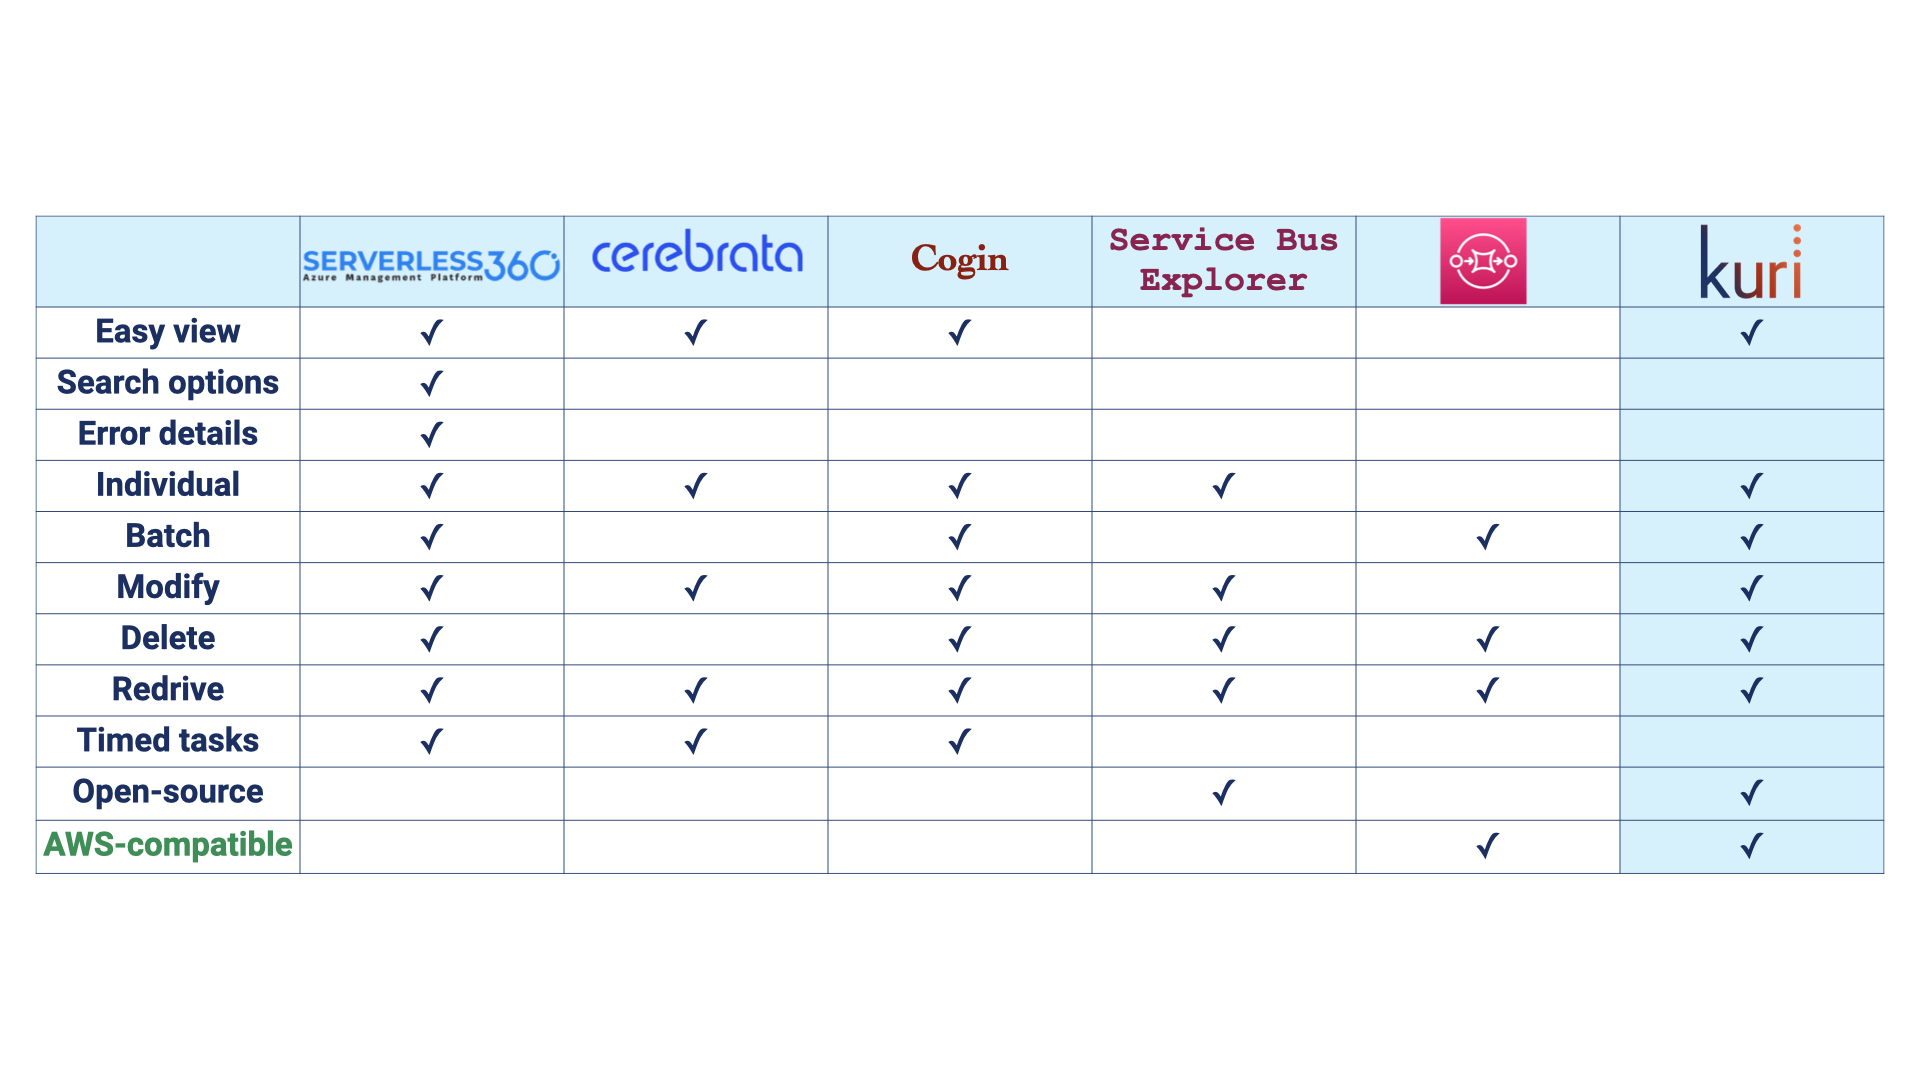 SERVERLESS360
Azure Management Platform
cerebrata
Cogin
Service Bus
Explorer
kuri
Easy view ✓ ✓ ✓ ✓
Search options ✓
Error details ✓
Individual ✓ ✓ ✓ ✓ ✓
Batch ✓ ✓ ✓ ✓
Modify ✓ ✓ ✓ ✓ ✓
Delete ✓ ✓ ✓ ✓ ✓
Redrive ✓ ✓ ✓ ✓ ✓ ✓
Timed tasks ✓ ✓ ✓
Open-source ✓ ✓
AWS-compatible ✓ ✓